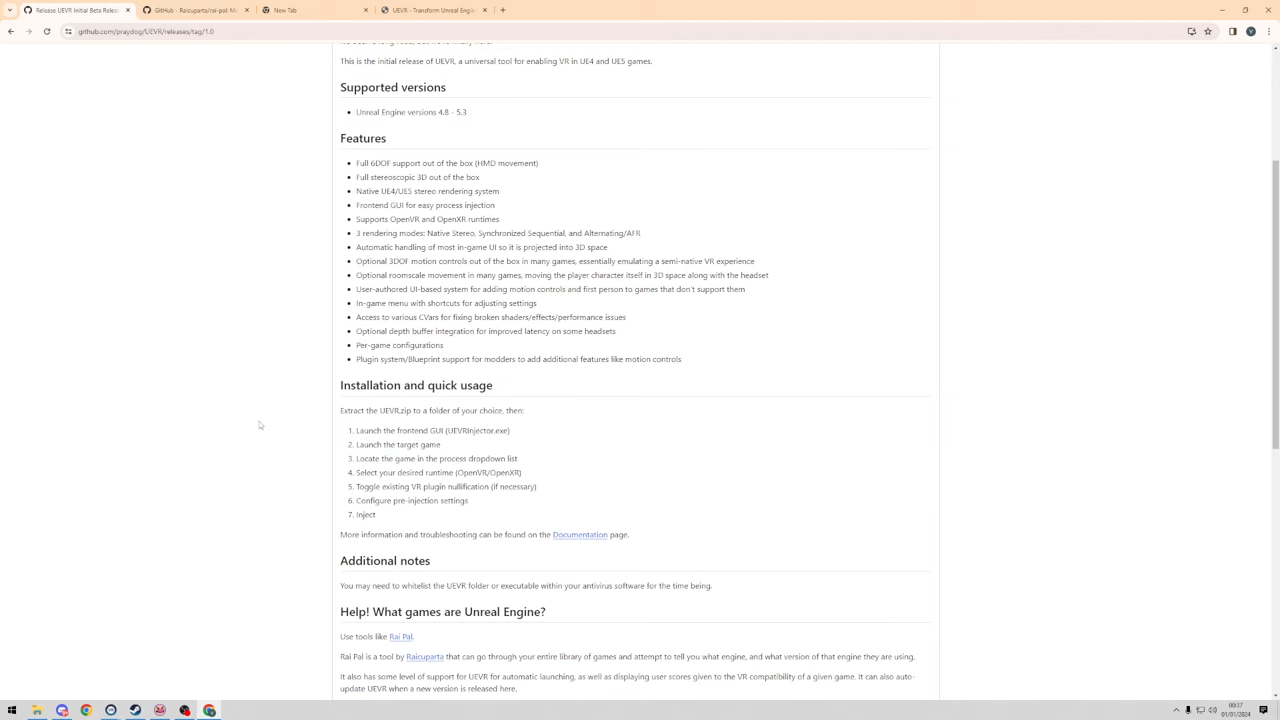 Release UEVR Initial Beta Releas
GitHub - Raicuparta/rai-pal: Mo
New Tab
UEVR - Transform Unreal Engin
github.com/praydog/UEVR/releases/tag/1.0
This is the initial release of UEVR, a universal tool for enabling VR in UE4 and UE5 games.
Supported versions
Unreal Engine versions 4.8 - 5.3
Features
Full 6DOF support out of the box (HMD movement)
Full stereoscopic 3D out of the box
Native UE4/UE5 stereo rendering system
Frontend GUI for easy process injection
Supports OpenVR and OpenXR runtimes
3 rendering modes: Native Stereo, Synchronized Sequential, and Alternating/AFR
Automatic handling of most in-game UI so it is projected into 3D space
Optional 3DOF motion controls out of the box in many games, essentially emulating a semi-native VR experience
Optional roomscale movement in many games, moving the player character itself in 3D space along with the headset
User-authored UI-based system for adding motion controls and first person to games that don't support them
In-game menu with shortcuts for adjusting settings
Access to various CVars for fixing broken shaders/effects/performance issues
Optional depth buffer integration for improved latency on some headsets
Per-game configurations
Plugin system/Blueprint support for modders to add additional features like motion controls
Installation and quick usage
Extract the UEVR.zip to a folder of your choice, then:
1. Launch the frontend GUI (UEVRInjector.exe)
2. Launch the target game
3. Locate the game in the process dropdown list
4. Select your desired runtime (OpenVR/OpenXR)
5. Toggle existing VR plugin nullification (if necessary)
6. Configure pre-injection settings
7. Inject
More information and troubleshooting can be found on the Documentation page.
Additional notes
You may need to whitelist the UEVR folder or executable within your antivirus software for the time being.
Help! What games are Unreal Engine?
Use tools like Rai Pal.
Rai Pal is a tool by Raicuparta that can go through your entire library of games and attempt to tell you what engine, and what version of that engine they are using.
It also has some level of support for UEVR for automatic launching, as well as displaying user scores given to the VR compatibility of a given game. It can also auto-
update UEVR when a new version is released here.
00:37
01/01/2024